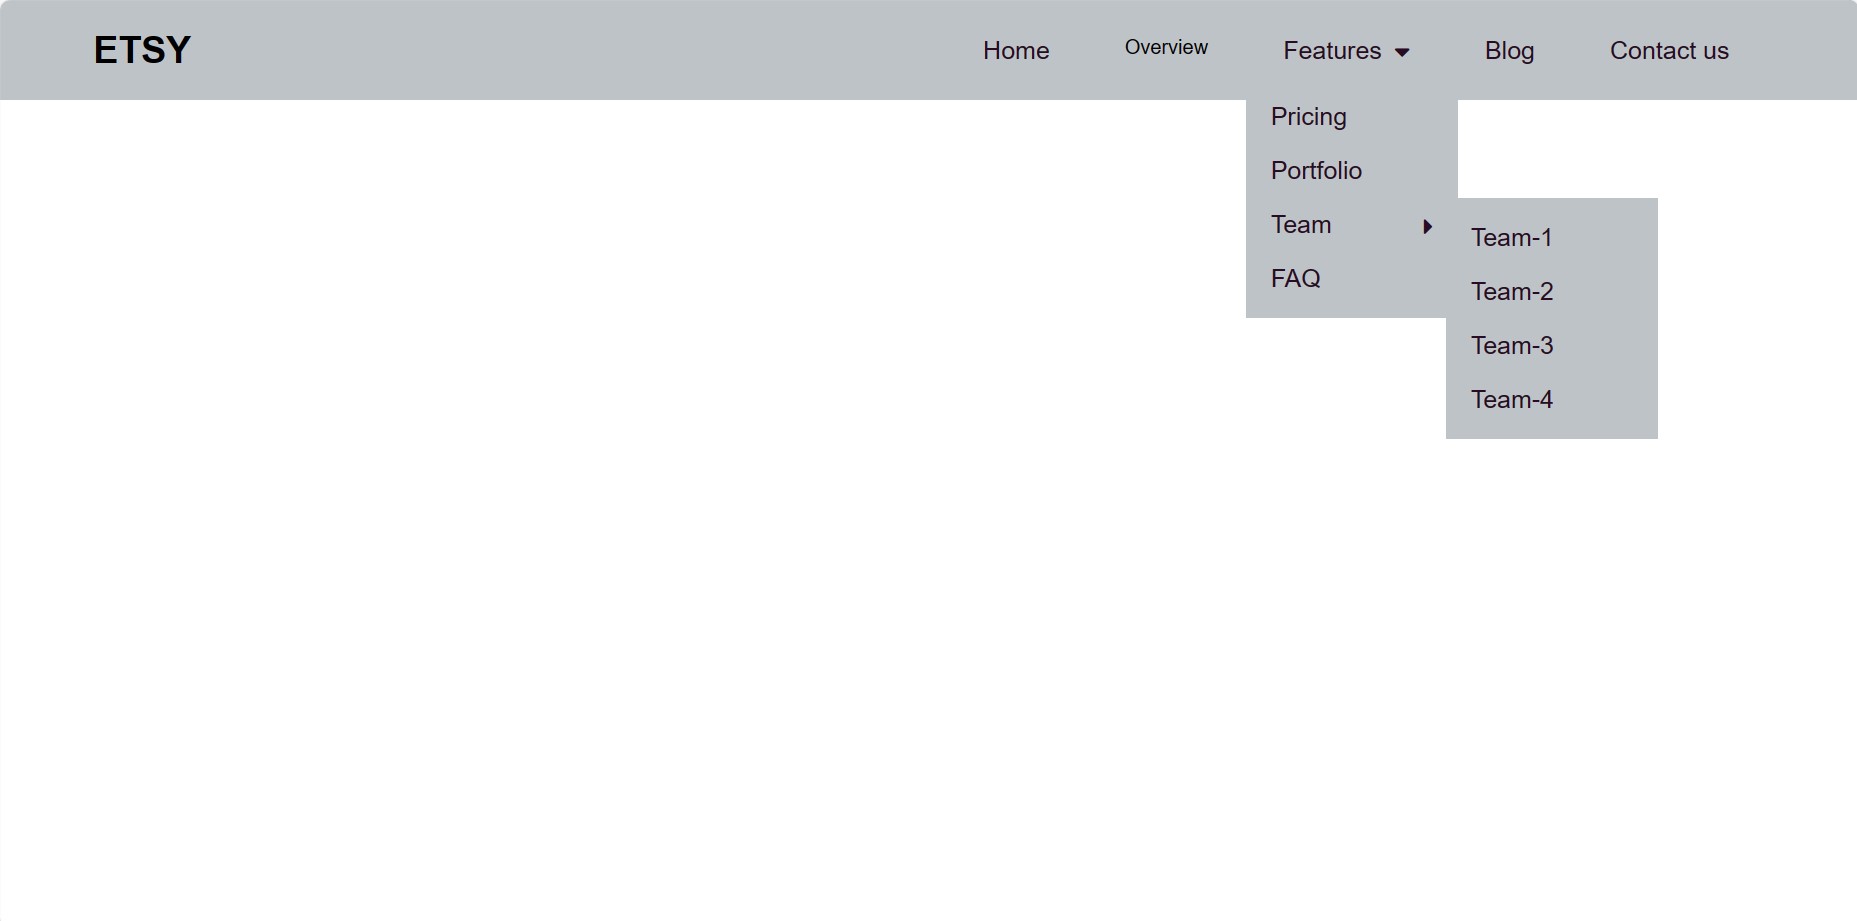 ETSY
Home Overview Features Blog Contact us
Pricing
Portfolio
Team
FAQ
Team-1
Team-2
Team-3
Team-4